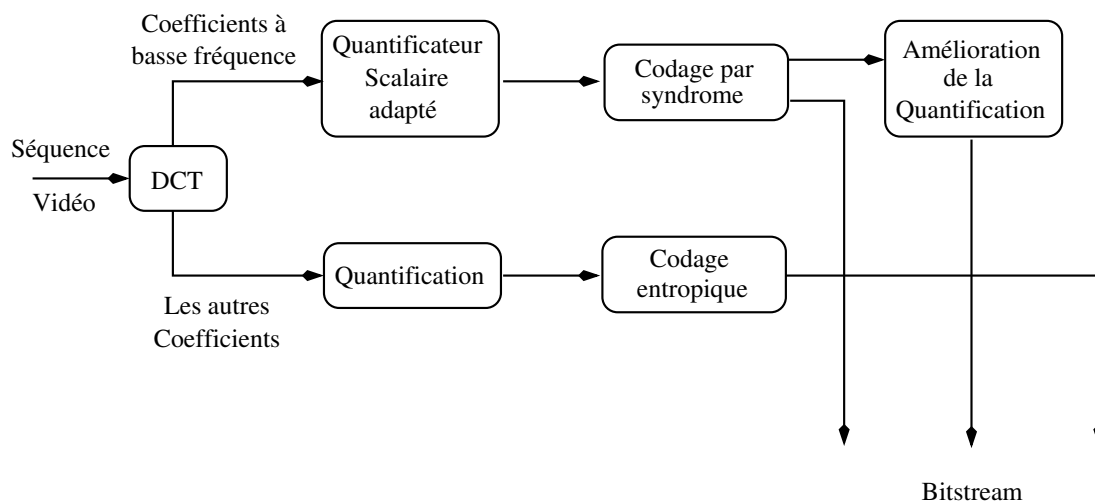 Coefficients à
basse fréquence
Quantificateur
Scalaire
adapté
Codage par
syndrome
Amélioration
de la
Quantification
Séquence
Vidéo
DCT
Quantification
Codage
entropique
Les autres
Coefficients
Bitstream